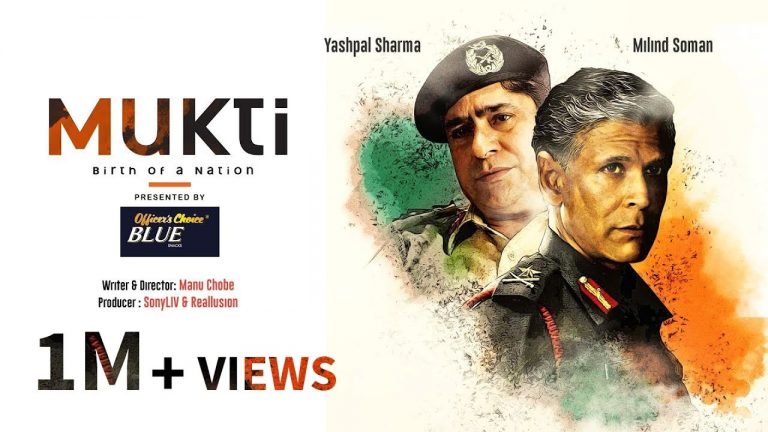 Yashpal Sharma
Milind Soman
MUKTi
Birth Of a Nation
PRESENTED BY
Officer's Choice®
BLUE
SNACKS
Writer & Director: Manu Chobe
Producer : SonyLIV & Reallusion
1M+ VIEWS